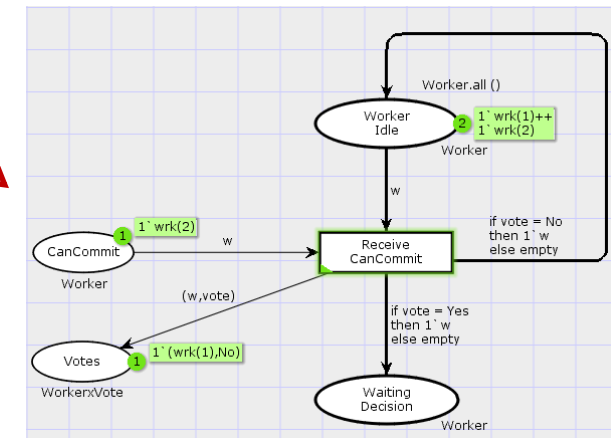 Worker.all ()
Worker
Idle
2
1`wrk(1)++
1`wrk(2)
Worker
w
1`wrk(2)
1
CanCommit
w
Worker
Receive
CanCommit
if vote = No
then 1`w
else empty
(w,vote)
if vote = Yes
then 1`w
else empty
Votes
1
1`(wrk(1),No)
WorkerxVote
Waiting
Decision
Worker